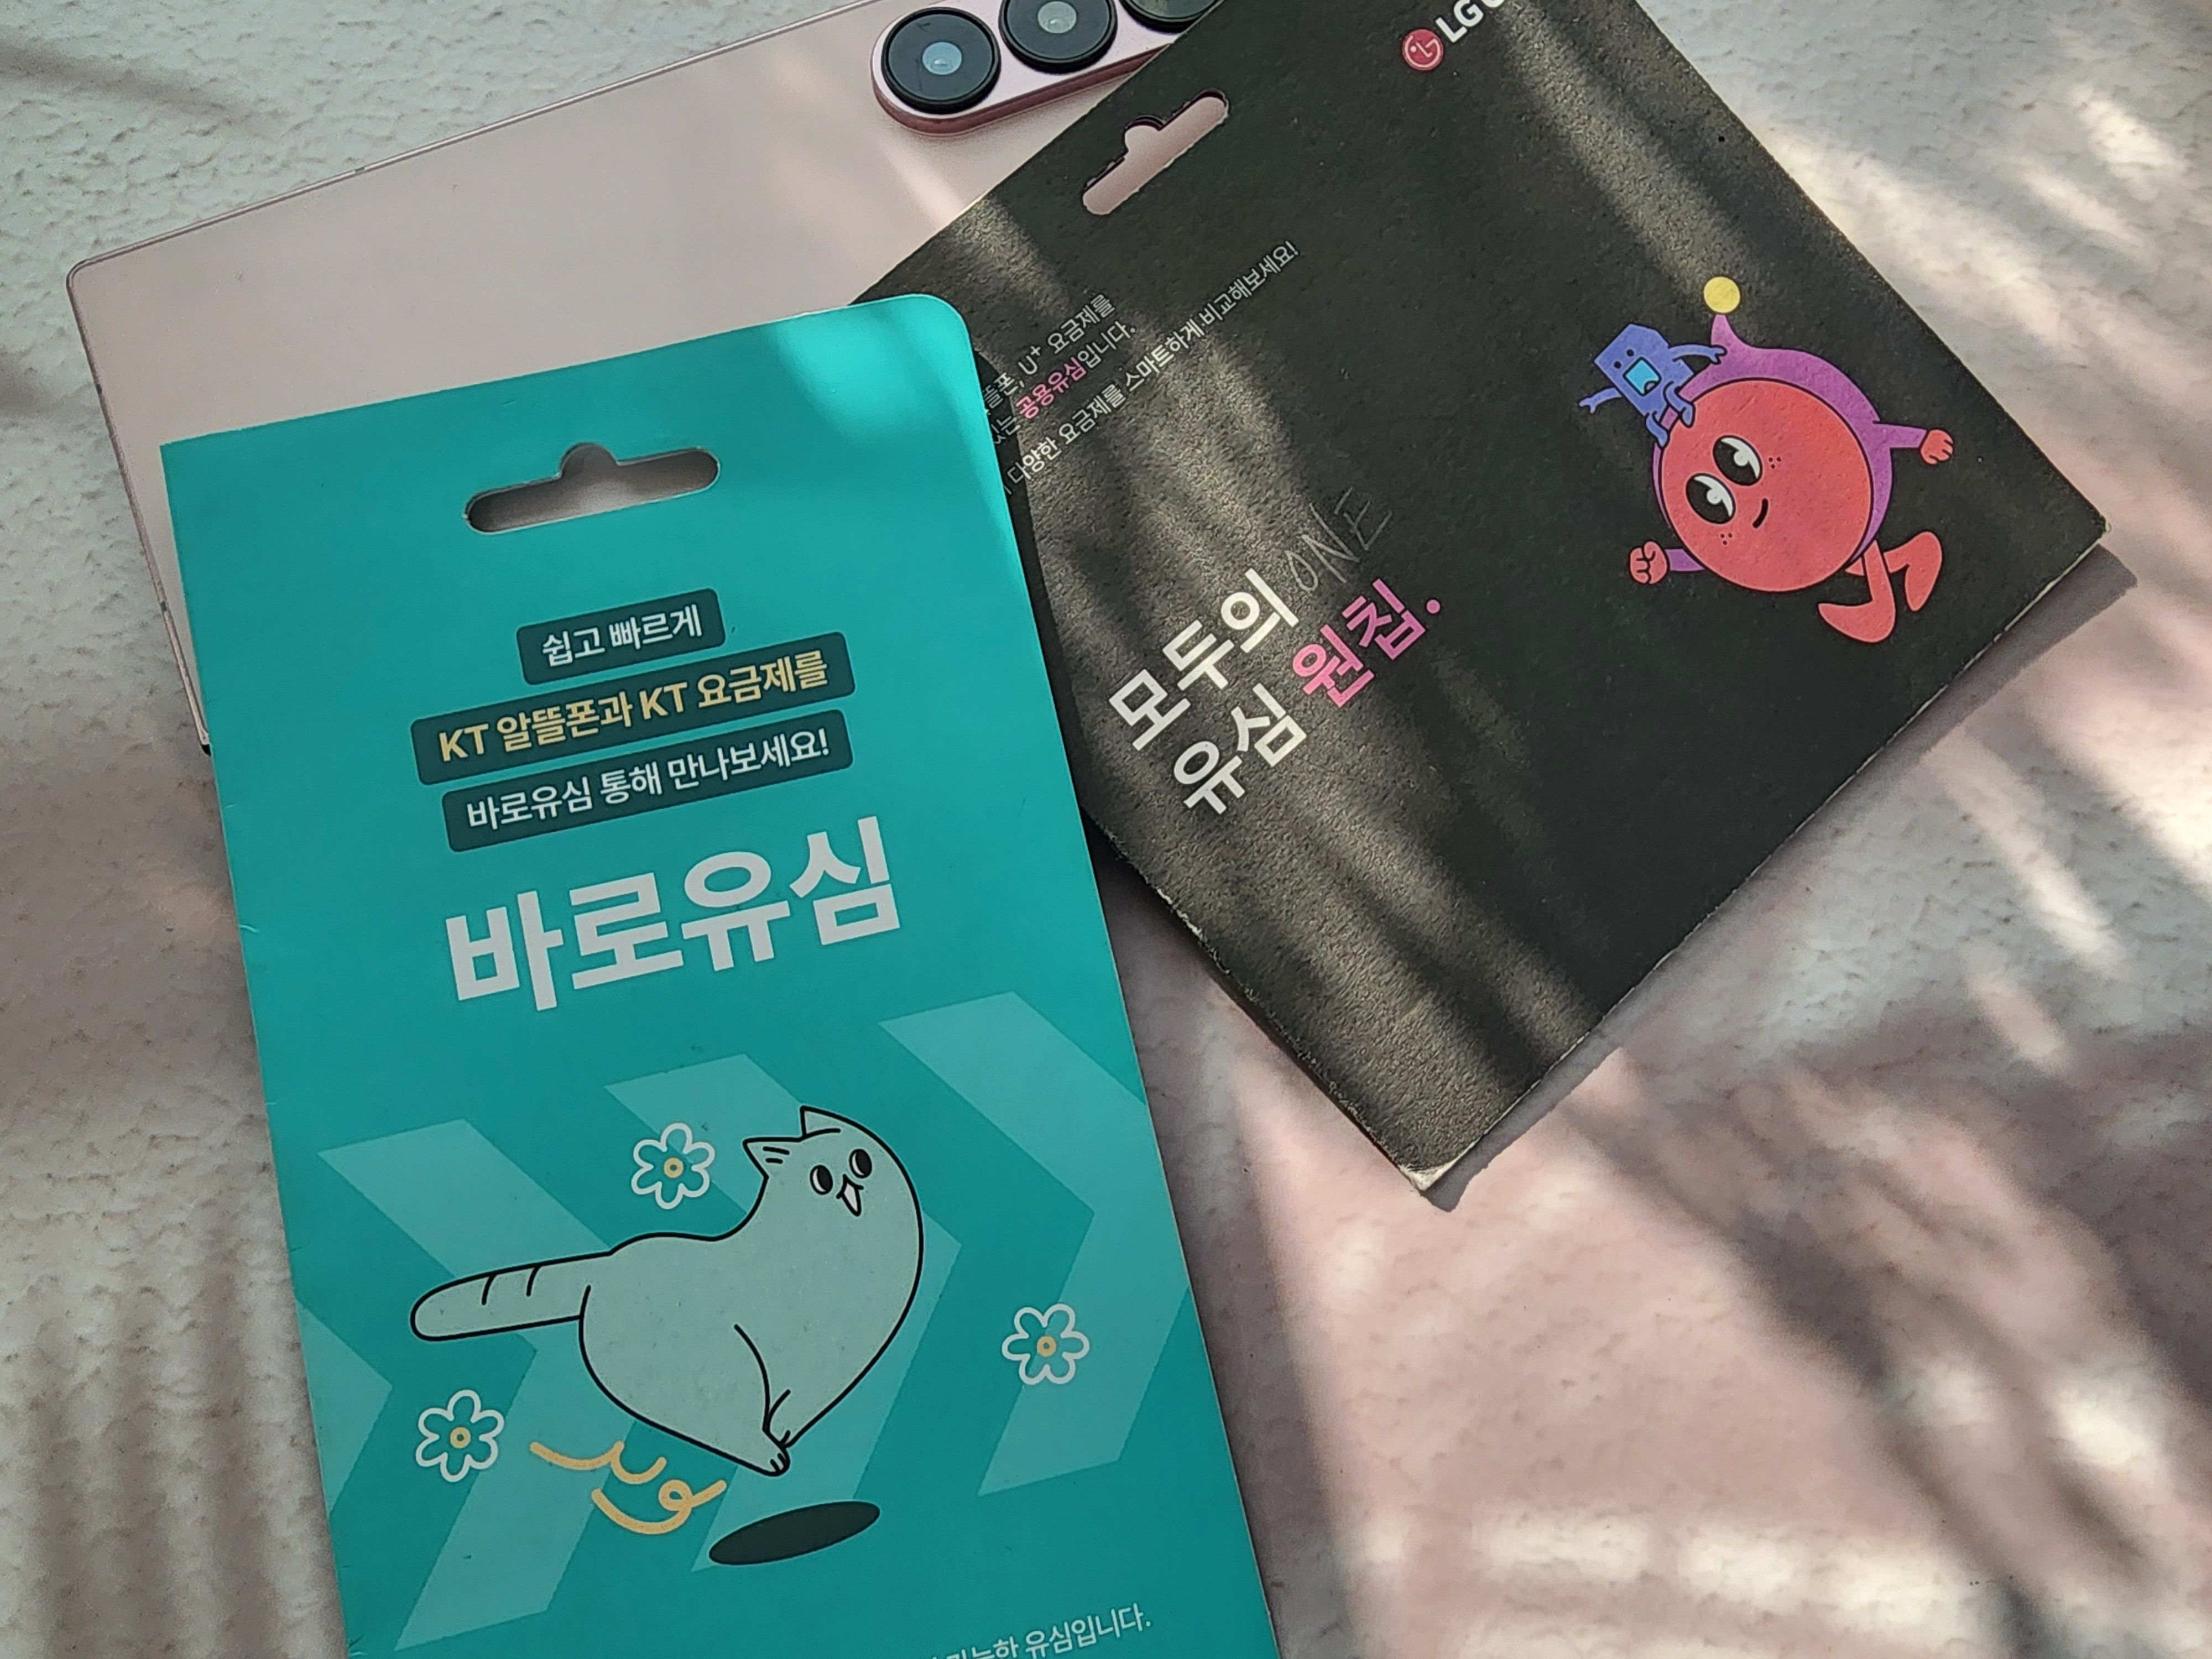 쉽고 빠르게
KT 알뜰폰과 KT 요금제를
바로유심 통해 만나보세요!
바로유심
유심입니다.
LG
U+ 요금제를
공용유심입니다.
다양한 요금제를 스마트하게 비교해보세요!
모두의 ONE
유심 원칩.